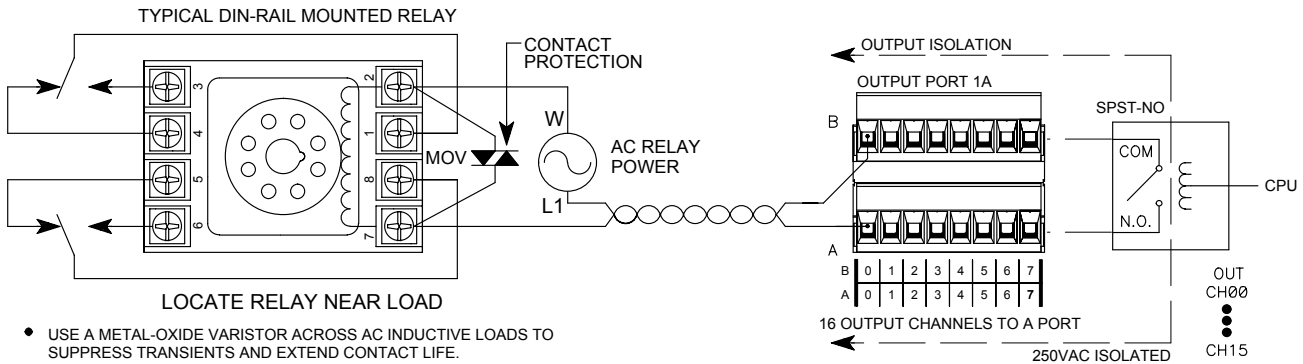 TYPICAL DIN-RAIL MOUNTED RELAY
CONTACT
PROTECTION
OUTPUT ISOLATION
OUTPUT PORT 1A
SPST-NO
3
2
W
B
4
1
MOV
AC RELAY
POWER
COM
5
8
L1
CPU
6
7
N.O.
A
B 0 1 2 3 4 5 6 7
A 0 1 2 3 4 5 6 7
OUT
CH00
LOCATE RELAY NEAR LOAD
16 OUTPUT CHANNELS TO A PORT
• USE A METAL-OXIDE VARISTOR ACROSS AC INDUCTIVE LOADS TO
SUPPRESS TRANSIENTS AND EXTEND CONTACT LIFE.
250VAC ISOLATED
CH15